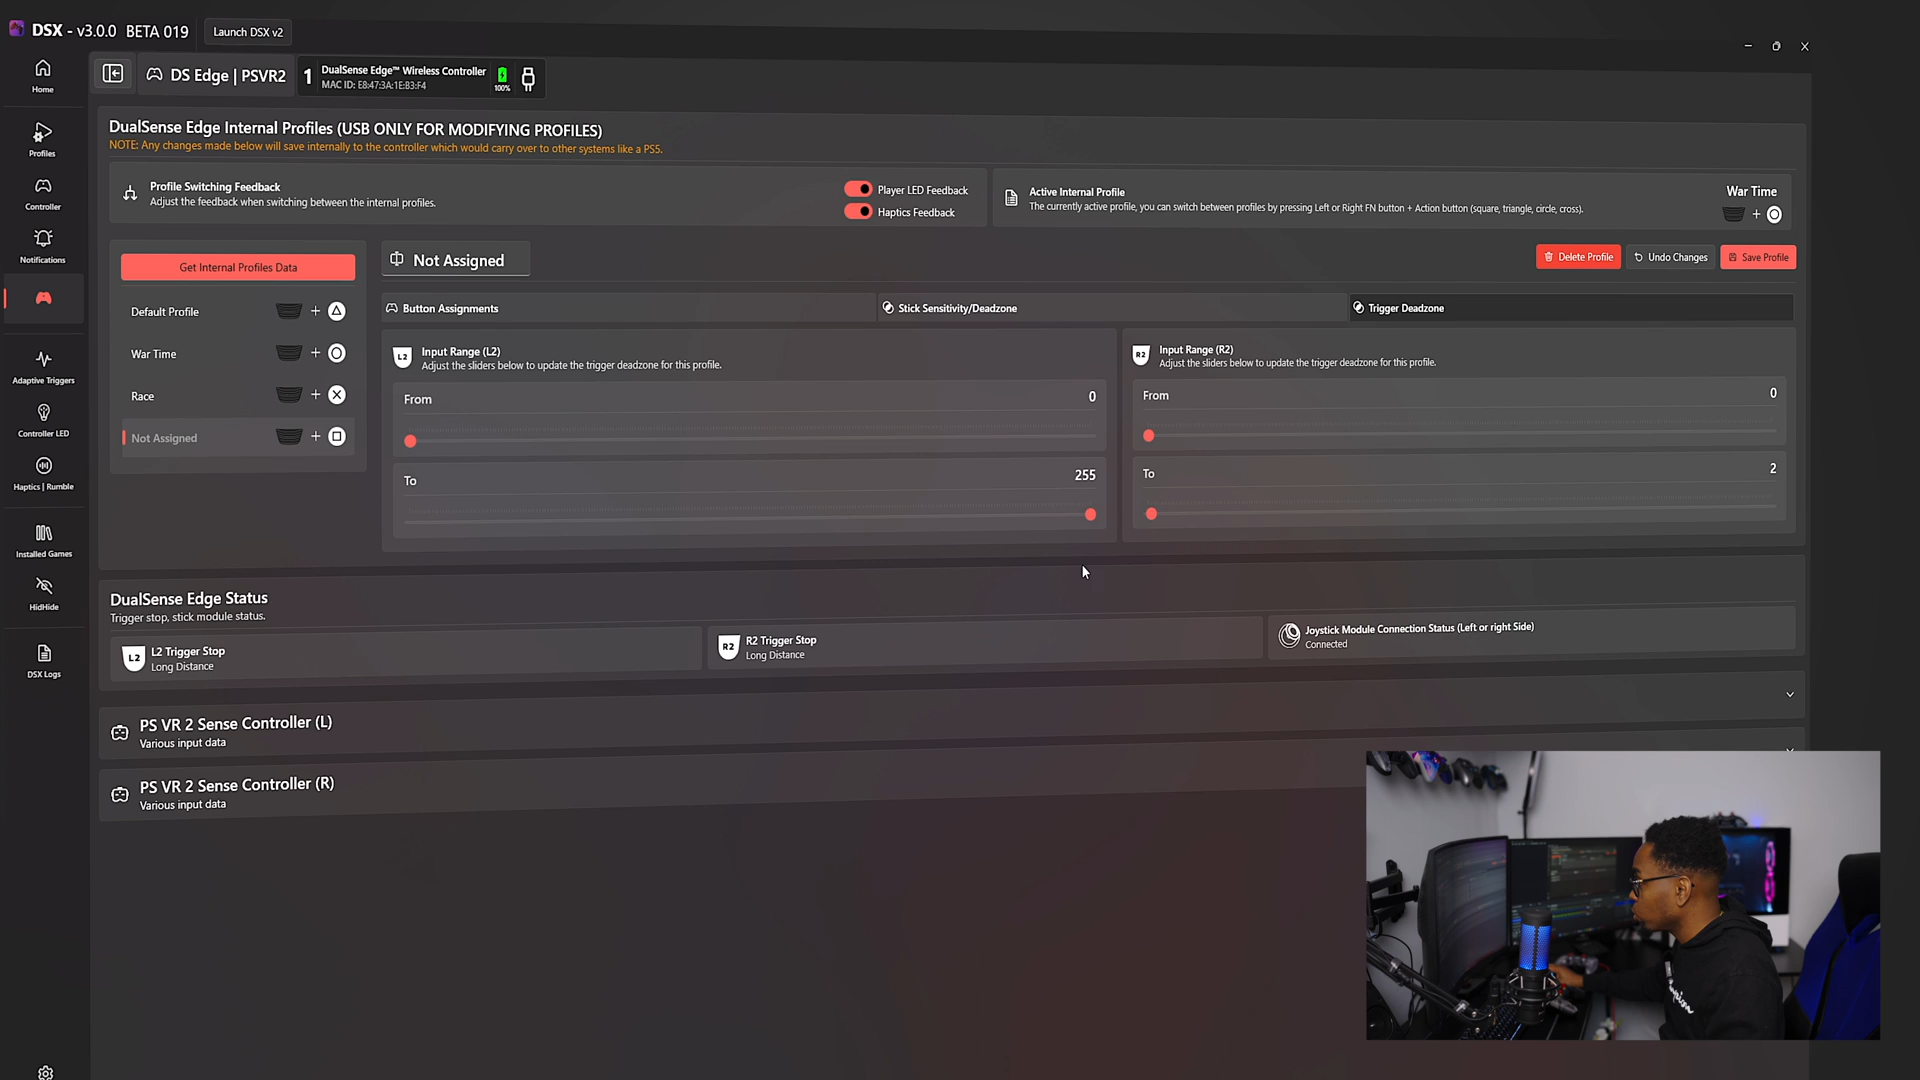 DSX - v3.0.0 BETA 019
Launch DSX v2
Home
Profiles
Controller
Notifications
Adaptive Triggers
Controller LED
Haptics | Rumble
Installed Games
HidHide
DSX Logs
DS Edge | PSVR2
1
DualSense Edge™ Wireless Controller
MAC ID: E8:47:3A:1E:B3:F4
100%
DualSense Edge Internal Profiles (USB ONLY FOR MODIFYING PROFILES)
NOTE: Any changes made below will save internally to the controller which would carry over to other systems like a PS5.
Profile Switching Feedback
Adjust the feedback when switching between the internal profiles.
Player LED Feedback
Haptics Feedback
Active Internal Profile
The currently active profile, you can switch between profiles by pressing Left or Right FN button + Action button (square, triangle, circle, cross).
War Time
+
Get Internal Profiles Data
Default Profile +
War Time +
Race +
Not Assigned +
Not Assigned
Delete Profile
Undo Changes
Save Profile
Button Assignments
Stick Sensitivity/Deadzone
Trigger Deadzone
L2
Input Range (L2)
Adjust the sliders below to update the trigger deadzone for this profile.
From 0
To 255
R2
Input Range (R2)
Adjust the sliders below to update the trigger deadzone for this profile.
From 0
To 2
DualSense Edge Status
Trigger stop, stick module status.
L2
L2 Trigger Stop
Long Distance
R2
R2 Trigger Stop
Long Distance
Joystick Module Connection Status (Left or right Side)
Connected
PS VR 2 Sense Controller (L)
Various input data
PS VR 2 Sense Controller (R)
Various input data